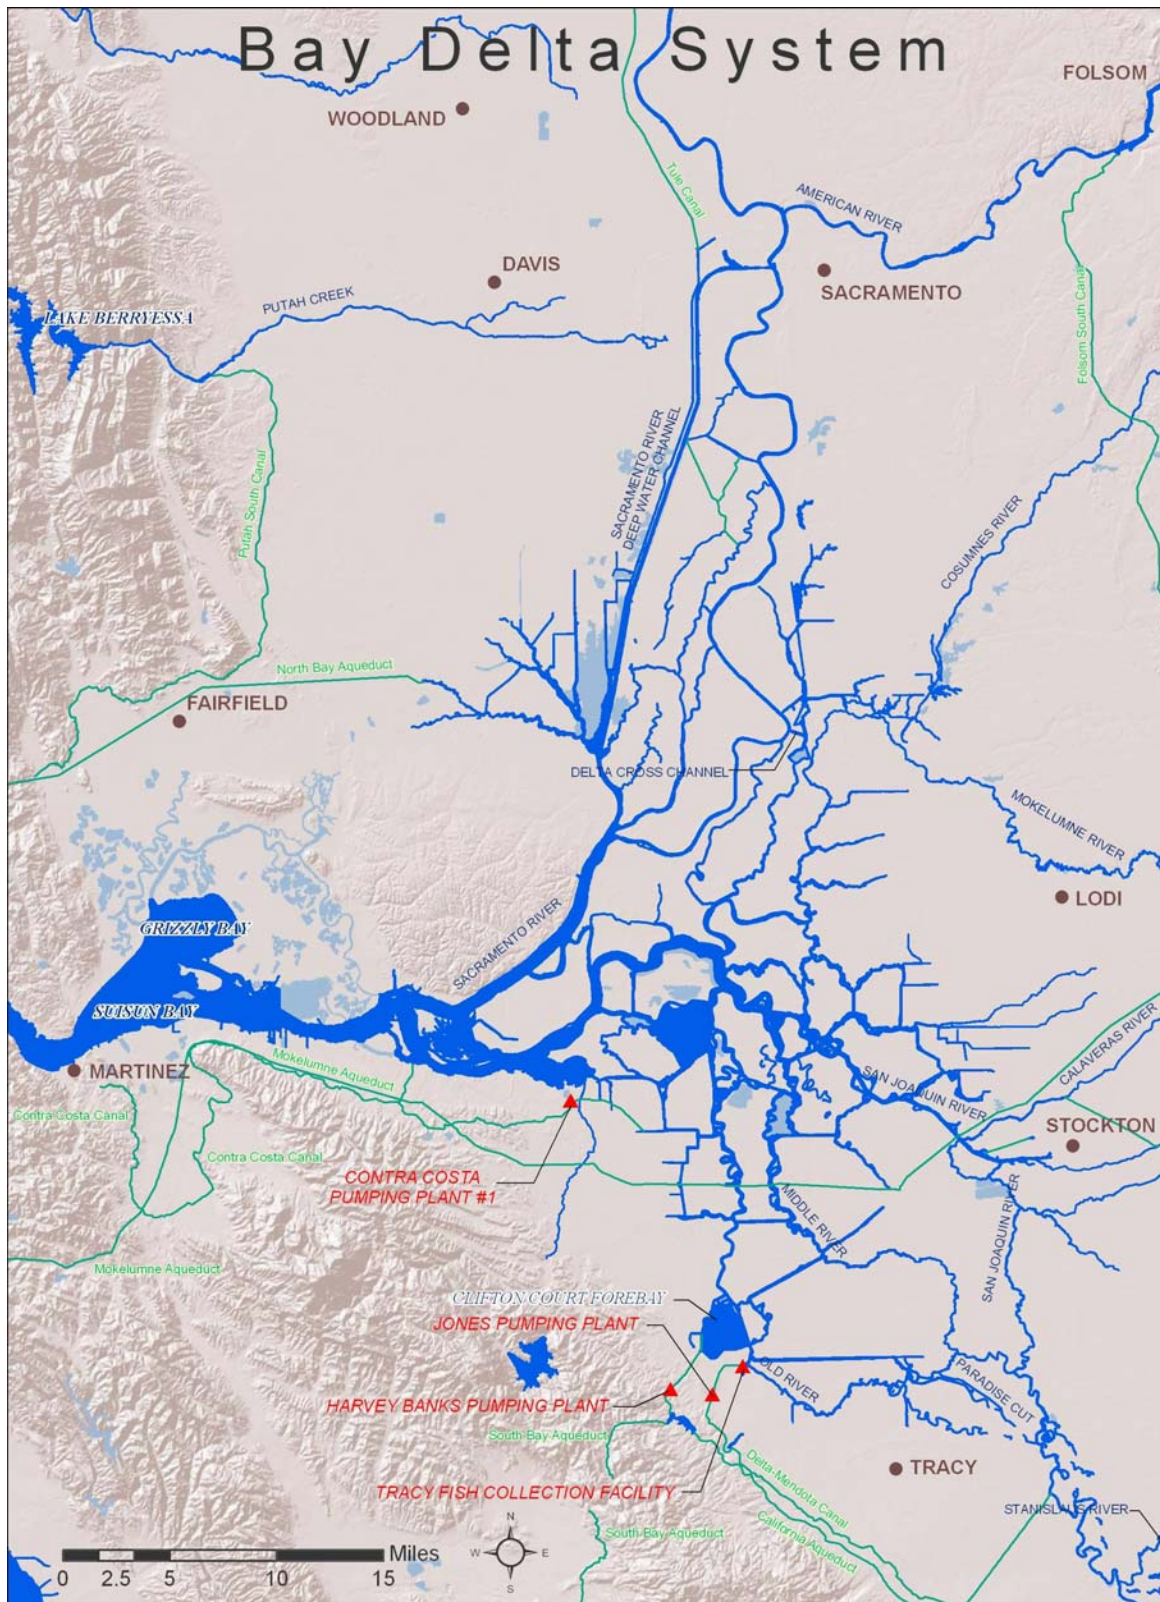 Bay Delta System
FOLSOM
WOODLAND
Tule Canal
AMERICAN RIVER
DAVIS
SACRAMENTO
PUTAH CREEK
LAKE BERRYESSA
Folsom South Canal
SACRAMENTO RIVER
DEEP WATER CHANNEL
Putah South Canal
COSUMNES RIVER
North Bay Aqueduct
FAIRFIELD
DELTA CROSS CHANNEL
MOKELUMNE RIVER
LODI
GRIZZLY BAY
SACRAMENTO RIVER
SUISUN BAY
MARTINEZ
Mokelumne Aqueduct
CALAVERAS RIVER
SAN JOAQUIN RIVER
Contra Costa Canal
STOCKTON
Contra Costa Canal
CONTRA COSTA
PUMPING PLANT #1
MIDDLE RIVER
SAN JOAQUIN RIVER
Mokelumne Aqueduct
CLIFTON COURT FOREBAY
JONES PUMPING PLANT
OLD RIVER
PARADISE CUT
HARVEY BANKS PUMPING PLANT
South Bay Aqueduct
TRACY
Delta-Mendota Canal
TRACY FISH COLLECTION FACILITY
California Aqueduct
STANISLAUS RIVER
South Bay Aqueduct
N
W E
S
Miles
0 2.5 5 10 15